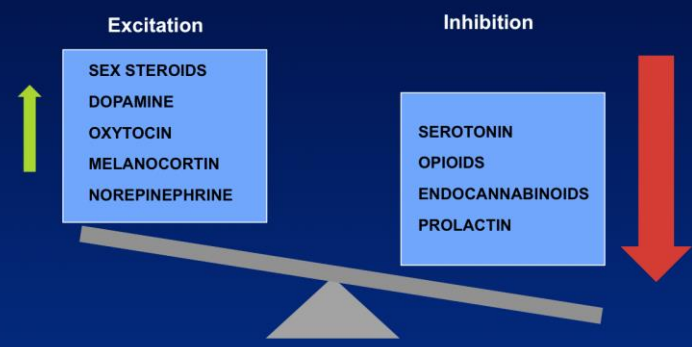 Excitation
SEX STEROIDS
DOPAMINE
OXYTOCIN
MELANOCORTIN
NOREPINEPHRINE
Inhibition
SEROTONIN
OPIOIDS
ENDOCANNABINOIDS
PROLACTIN